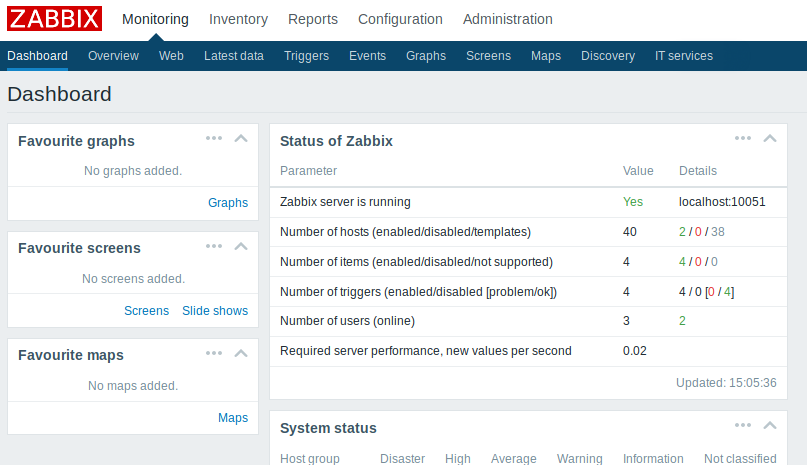 ZABBIX Monitoring Inventory Reports Configuration Administration
Dashboard Overview Web Latest data Triggers Events Graphs Screens Maps Discovery IT services
Dashboard
Favourite graphs
No graphs added.
Graphs
Favourite screens
No screens added.
Screens Slide shows
Favourite maps
No maps added.
Maps
Status of Zabbix
Parameter Value Details
Zabbix server is running Yes localhost:10051
Number of hosts (enabled/disabled/templates) 40 2 / 0 / 38
Number of items (enabled/disabled/not supported) 4 4 / 0 / 0
Number of triggers (enabled/disabled [problem/ok]) 4 4 / 0 [0 / 4]
Number of users (online) 3 2
Required server performance, new values per second 0.02
Updated: 15:05:36
System status
Host group Disaster High Average Warning Information Not classified